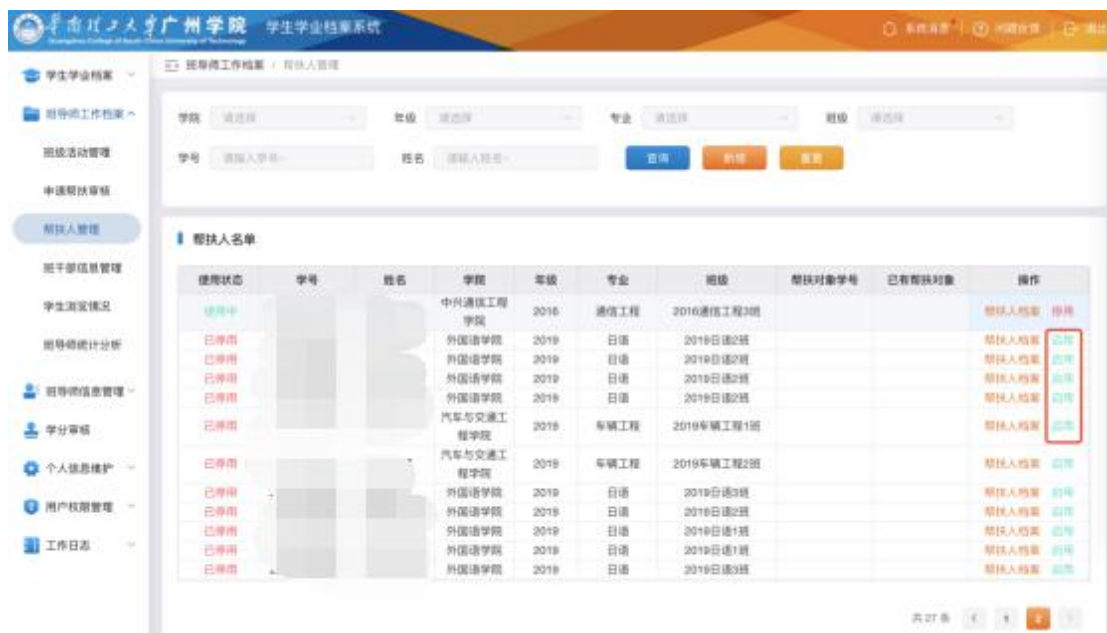 华南理工大学广州学院 学生学业档案系统
系统消息 问题反馈 退出
学生学业档案
班导师工作档案
班级活动管理
申请帮扶审核
帮扶人管理
班干部信息管理
学生浏览情况
班导师统计分析
班导师信息管理
学分审核
个人信息维护
用户权限管理
工作日志
班导师工作档案 / 帮扶人管理
学院 请选择 年级 请选择 专业 请选择 班级 请选择
学号 请输入学号~ 姓名 请输入姓名~ 查询 新增 重置
帮扶人名单
使用状态 学号 姓名 学院 年级 专业 班级 帮扶对象学号 已有帮扶对象 操作
使用中 中兴通信工程学院 2016 通信工程 2016通信工程3班 帮扶人档案 停用
已停用 外国语学院 2019 日语 2019日语2班 帮扶人档案 启用
已停用 外国语学院 2019 日语 2019日语2班 帮扶人档案 启用
已停用 外国语学院 2019 日语 2019日语2班 帮扶人档案 启用
已停用 外国语学院 2019 日语 2019日语2班 帮扶人档案 启用
已停用 汽车与交通工程学院 2019 车辆工程 2019车辆工程1班 帮扶人档案 启用
已停用 汽车与交通工程学院 2019 车辆工程 2019车辆工程2班 帮扶人档案 启用
已停用 外国语学院 2019 日语 2019日语3班 帮扶人档案 启用
已停用 外国语学院 2019 日语 2019日语2班 帮扶人档案 启用
已停用 外国语学院 2019 日语 2019日语1班 帮扶人档案 启用
已停用 外国语学院 2019 日语 2019日语1班 帮扶人档案 启用
已停用 外国语学院 2019 日语 2019日语3班 帮扶人档案 启用
共 27 条 1 2